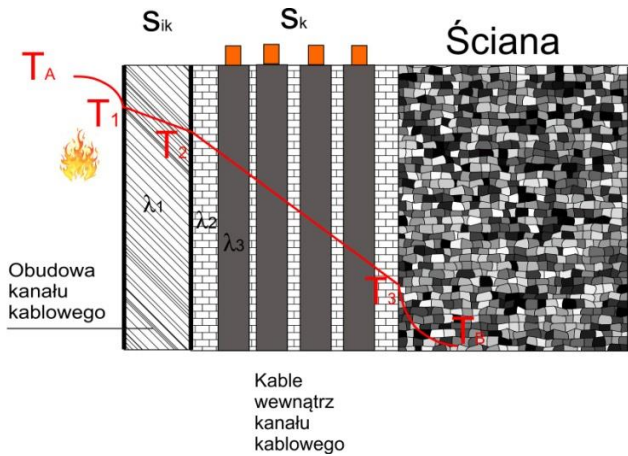 Sik
Sk
Ściana
TA
T1
T2
λ1
λ2
λ3
T3
TB
Obudowa
kanału
kablowego
Kable
wewnątrz
kanału
kablowego